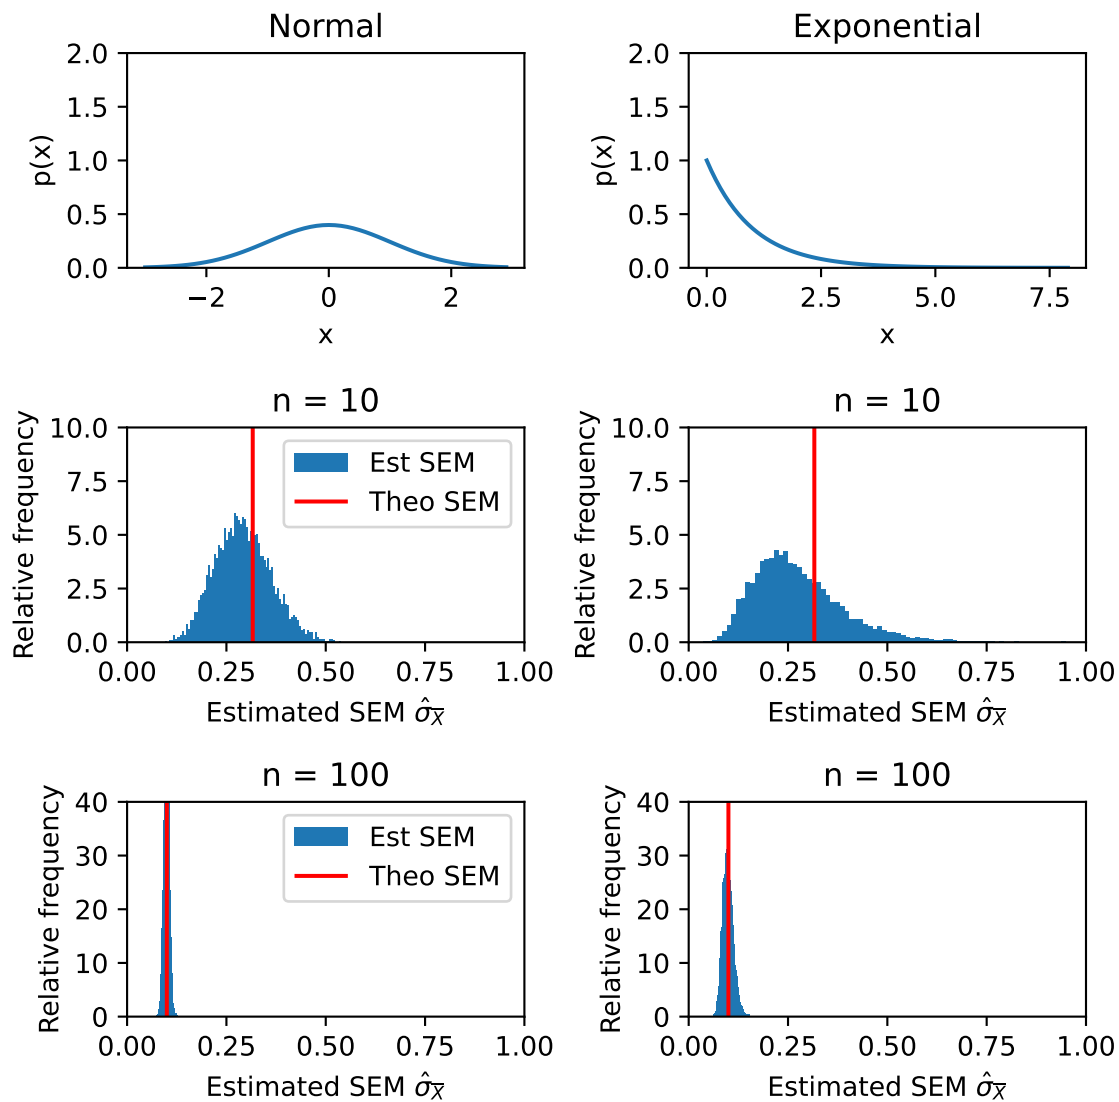 Normal
2.0
1.5
1.0
0.5
0.0
p(x)
−2 0 2
x
Exponential
2.0
1.5
1.0
0.5
0.0
p(x)
0.0 2.5 5.0 7.5
x
n = 10
10.0
7.5
5.0
2.5
0.0
Relative frequency
Est SEM
Theo SEM
0.00 0.25 0.50 0.75 1.00
Estimated SEM σ̂_X̅
n = 10
10.0
7.5
5.0
2.5
0.0
Relative frequency
0.00 0.25 0.50 0.75 1.00
Estimated SEM σ̂_X̅
n = 100
40
30
20
10
0
Relative frequency
Est SEM
Theo SEM
0.00 0.25 0.50 0.75 1.00
Estimated SEM σ̂_X̅
n = 100
40
30
20
10
0
Relative frequency
0.00 0.25 0.50 0.75 1.00
Estimated SEM σ̂_X̅